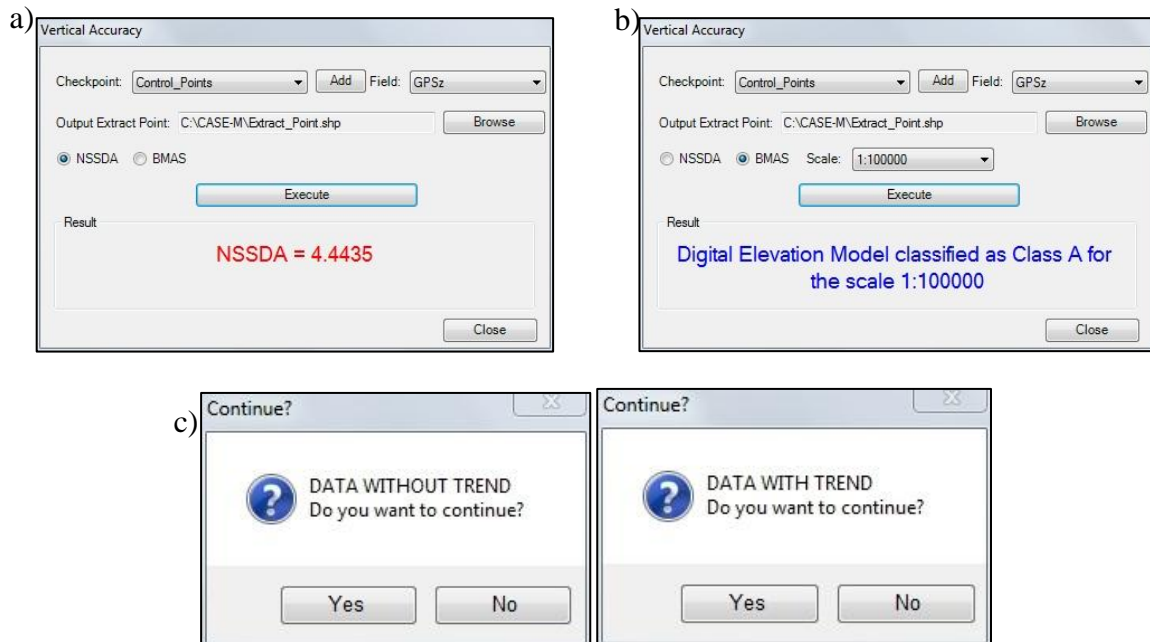 a)
Vertical Accuracy
Checkpoint: Control_Points Add Field: GPSz
Output Extract Point: C:\CASE-M\Extract_Point.shp Browse
NSSDA BMAS
Execute
Result
NSSDA = 4.4435
Close
b)
Vertical Accuracy
Checkpoint: Control_Points Add Field: GPSz
Output Extract Point: C:\CASE-M\Extract_Point.shp Browse
NSSDA BMAS Scale: 1:100000
Execute
Result
Digital Elevation Model classified as Class A for
the scale 1:100000
Close
c)
Continue?
DATA WITHOUT TREND
Do you want to continue?
Yes No
Continue?
DATA WITH TREND
Do you want to continue?
Yes No